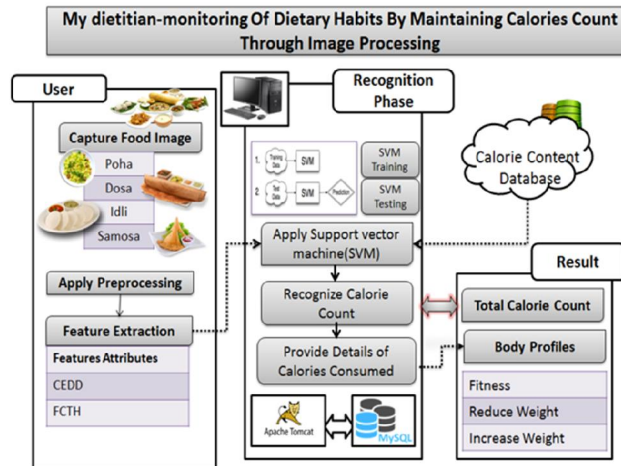 My dietitian-monitoring Of Dietary Habits By Maintaining Calories Count
Through Image Processing
User
Capture Food Image
Poha
Dosa
Idli
Samosa
Apply Preprocessing
Feature Extraction
Features Attributes
CEDD
FCTH
Recognition
Phase
1.
Training
Data
SVM
2.
Test
Data
SVM
Prediction
SVM
Training
SVM
Testing
Apply Support vector
machine(SVM)
Recognize Calorie
Count
Provide Details of
Calories Consumed
Apache Tomcat
MySQL
Calorie Content
Database
Result
Total Calorie Count
Body Profiles
Fitness
Reduce Weight
Increase Weight